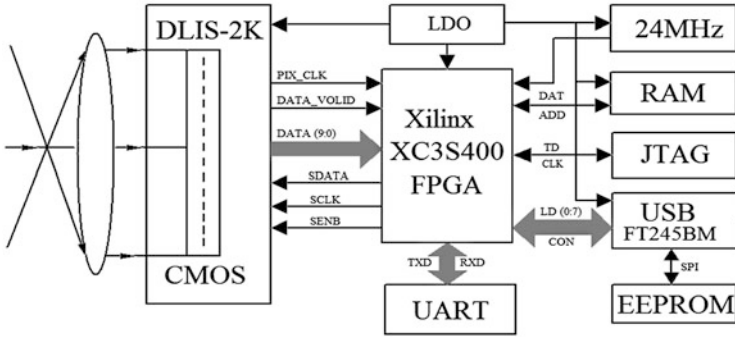 DLIS-2K
LDO
24MHz
PIX_CLK
DATA_VOLID
DATA (9:0)
SDATA
SCLK
SENB
CMOS
Xilinx
XC3S400
FPGA
DAT
ADD
RAM
TD
CLK
JTAG
LD (0:7)
CON
USB
FT245BM
SPI
EEPROM
TXD
RXD
UART